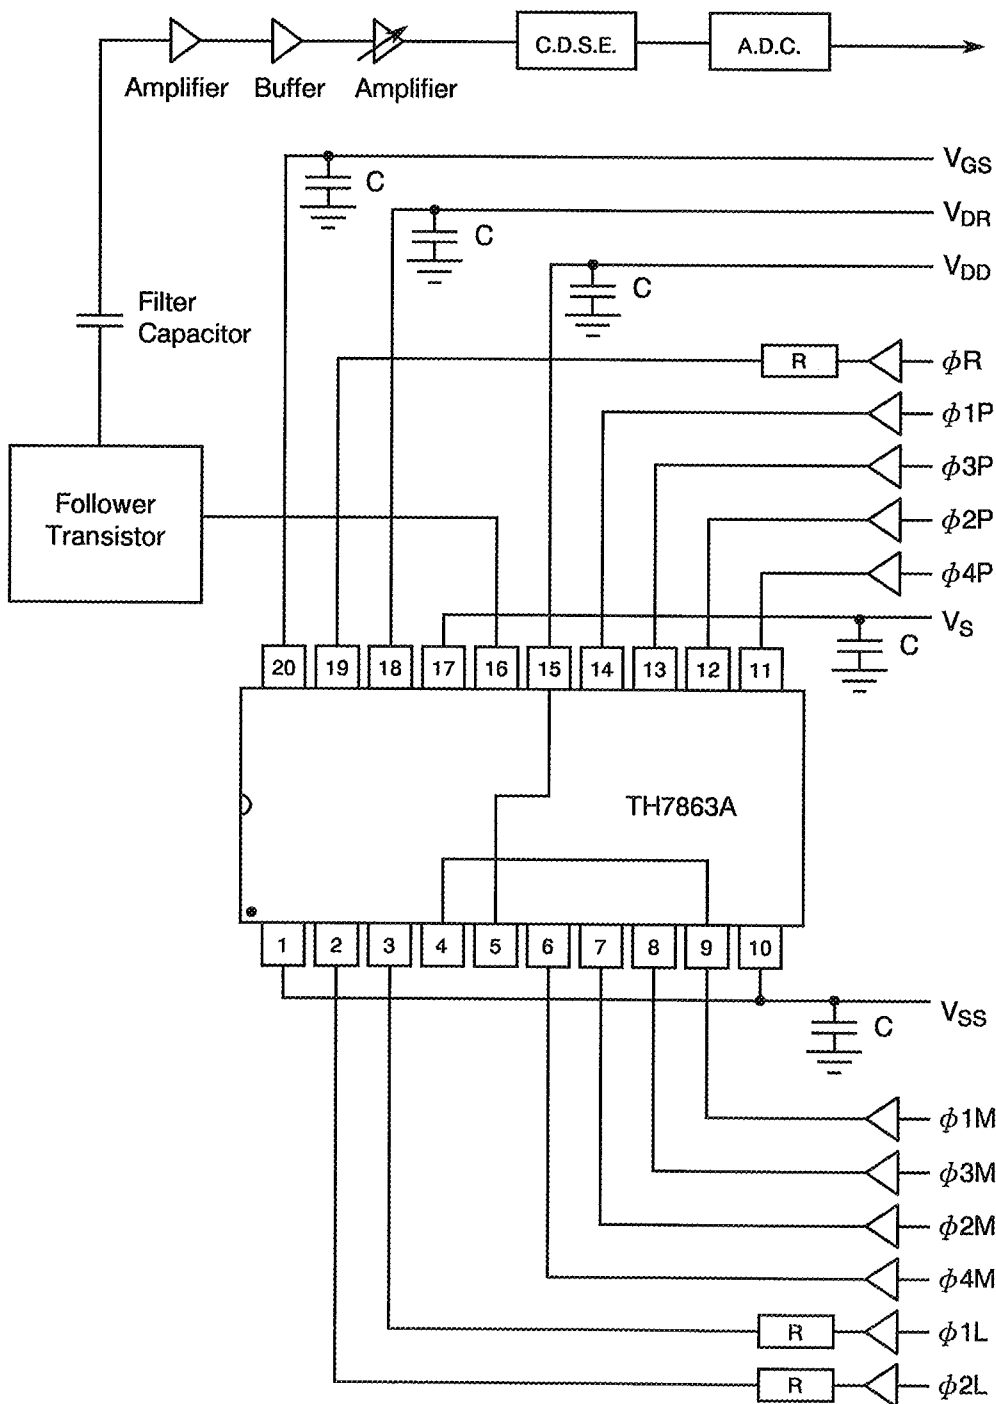 C.D.S.E.
A.D.C.
Amplifier
Buffer
Amplifier
V_GS
C
V_DR
C
V_DD
C
Filter
Capacitor
R
ϕR
ϕ1P
ϕ3P
Follower
Transistor
ϕ2P
ϕ4P
V_S
C
20 19 18 17 16 15 14 13 12 11
TH7863A
1 2 3 4 5 6 7 8 9 10
V_SS
C
ϕ1M
ϕ3M
ϕ2M
ϕ4M
R
ϕ1L
R
ϕ2L